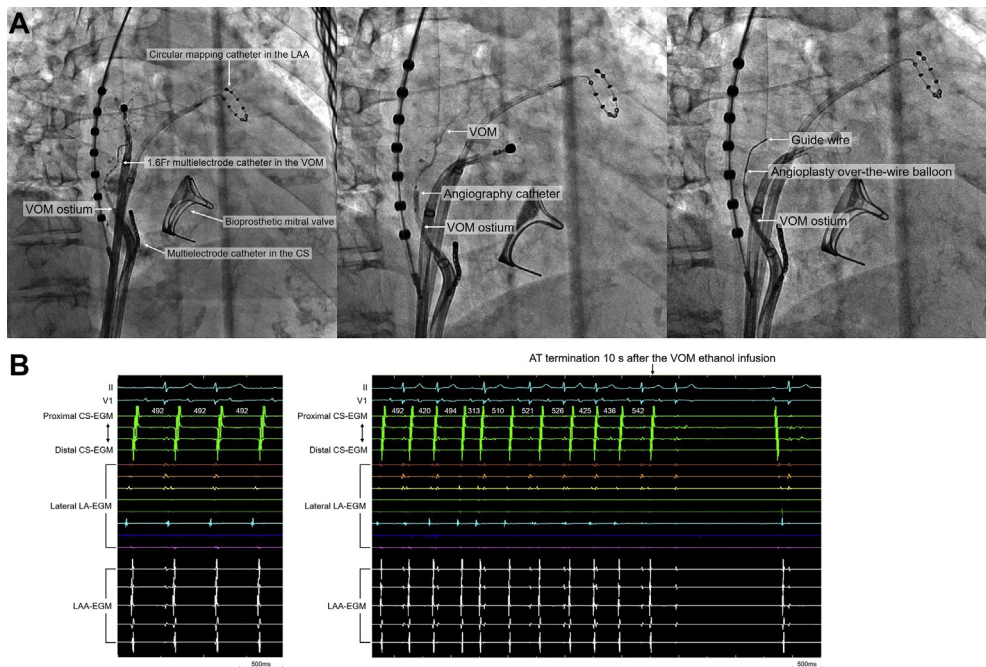 A
Circular mapping catheter in the LAA
1.6Fr multielectrode catheter in the VOM
VOM ostium
Bioprosthetic mitral valve
Multielectrode catheter in the CS
VOM
Angiography catheter
VOM ostium
Guide wire
Angioplasty over-the-wire balloon
VOM ostium
B
AT termination 10 s after the VOM ethanol infusion
II
V1
Proximal CS-EGM
492 492 492
Distal CS-EGM
Lateral LA-EGM
LAA-EGM
500ms
II
V1
Proximal CS-EGM
492 420 494 313 510 521 526 425 436 542
Distal CS-EGM
Lateral LA-EGM
LAA-EGM
500ms